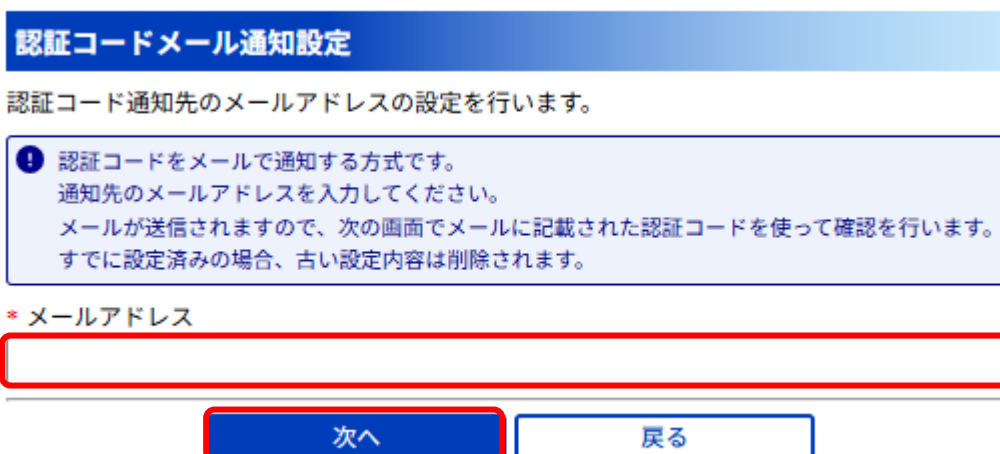 認証コードメール通知設定
認証コード通知先のメールアドレスの設定を行います。
認証コードをメールで通知する方式です。
通知先のメールアドレスを入力してください。
メールが送信されますので、次の画面でメールに記載された認証コードを使って確認を行います。
すでに設定済みの場合、古い設定内容は削除されます。
* メールアドレス
次へ 戻る